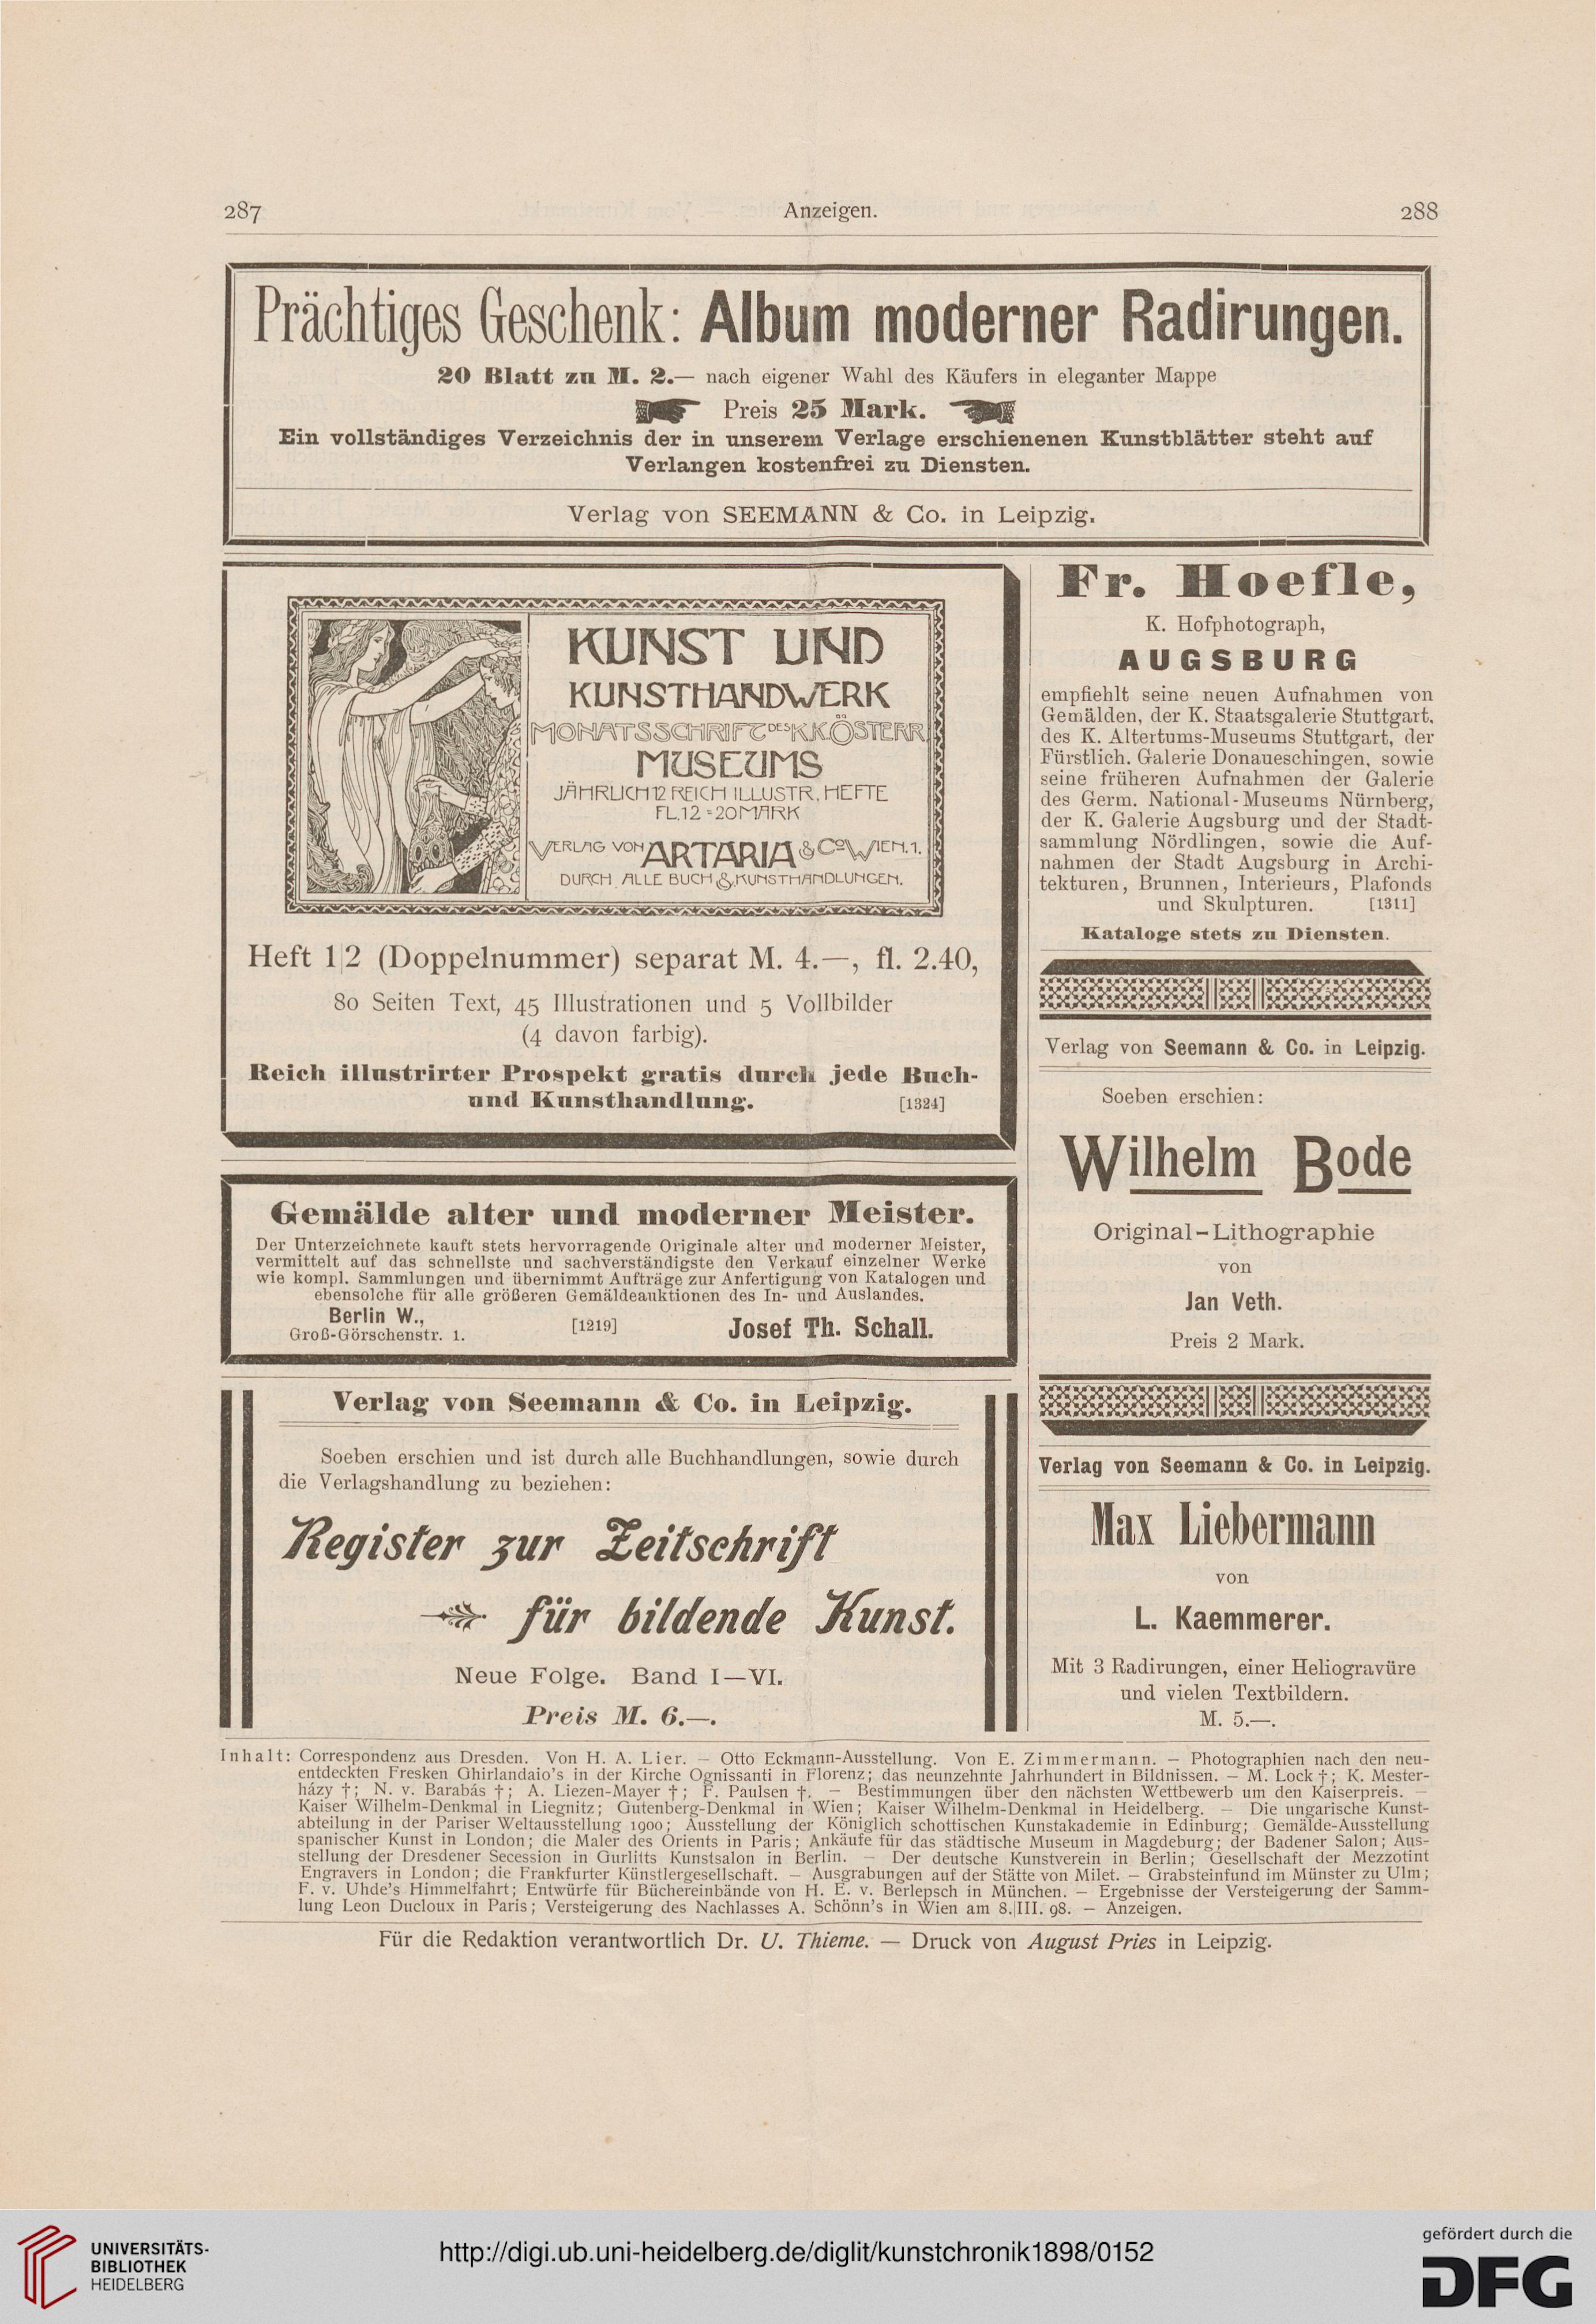 287
Anzeigen.
288
Prächtiges Geschenk: Album moderner Radirungen.
20 Blatt zu M. 2.— nach eigener Wahl des Käufers in eleganter Mappe
Preis 25 Mark.
Ein vollständiges Verzeichnis der in unserem Verlage erschienenen Kunstblätter steht auf
Verlangen kostenfrei zu Diensten.
Verlag von SEEMANN & Co. in Leipzig.
KUNST UND
KUNSTHANDWERK
MONATSSCHRIFT DES K.K. ÖSTERR.
MUSEUMS
JÄHRLICH 12 REICH ILLUSTR. HEFTE
FL. 12 = 20 MARK
VERLAG VON ARTARIA & Co WIEN. 1.
DURCH ALLE BUCH & KUNSTHANDLUNGEN.
Heft 1|2 (Doppelnummer) separat M. 4.—, fl. 2.40,
80 Seiten Text, 45 Illustrationen und 5 Vollbilder
(4 davon farbig).
Reich illustrirter Prospekt gratis durch jede Buch-
und Kunsthandlung. [1324]
Gemälde alter und moderner Meister.
Der Unterzeichnete kauft stets hervorragende Originale alter und moderner Meister,
vermittelt auf das schnellste und sachverständigste den Verkauf einzelner Werke
wie kompl. Sammlungen und übernimmt Aufträge zur Anfertigung von Katalogen und
ebensolche für alle größeren Gemäldeauktionen des In- und Auslandes.
Berlin W.,
Groß-Görschenstr. 1.
[1219]
Josef Th. Schall.
Verlag von Seemann & Co. in Leipzig.
Soeben erschien und ist durch alle Buchhandlungen, sowie durch
die Verlagshandlung zu beziehen:
Register zur Zeitschrift
für bildende Kunst.
Neue Folge. Band I—VI.
Preis M. 6.—.
Fr. Hoefle,
K. Hofphotograph,
AUGSBURG
empfiehlt seine neuen Aufnahmen von
Gemälden, der K. Staatsgalerie Stuttgart,
des K. Altertums-Museums Stuttgart, der
Fürstlich. Galerie Donaueschingen, sowie
seine früheren Aufnahmen der Galerie
des Germ. National-Museums Nürnberg,
der K. Galerie Augsburg und der Stadt-
sammlung Nördlingen, sowie die Auf-
nahmen der Stadt Augsburg in Archi-
tekturen, Brunnen, Interieurs, Plafonds
und Skulpturen. [1311]
Kataloge stets zu Diensten.
Verlag von Seemann & Co. in Leipzig.
Soeben erschien:
Wilhelm Bode
Original-Lithographie
von
Jan Veth.
Preis 2 Mark.
Verlag von Seemann & Co. in Leipzig.
Max Liebermann
von
L. Kaemmerer.
Mit 3 Radirungen, einer Heliogravüre
und vielen Textbildern.
M. 5.—.
Inhalt: Correspondenz aus Dresden. Von H. A. Lier. — Otto Eckmann-Ausstellung. Von E. Zimmermann. — Photographien nach den neu-
entdeckten Fresken Ghirlandaio's in der Kirche Ognissanti in Florenz; das neunzehnte Jahrhundert in Bildnissen. — M. Lock †; K. Mester-
házy †; N. v. Barabás †; A. Liezen-Mayer †; F. Paulsen †. — Bestimmungen über den nächsten Wettbewerb um den Kaiserpreis. —
Kaiser Wilhelm-Denkmal in Liegnitz; Gutenberg-Denkmal in Wien; Kaiser Wilhelm-Denkmal in Heidelberg. — Die ungarische Kunst-
abteilung in der Pariser Weltausstellung 1900; Ausstellung der Königlich schottischen Kunstakademie in Edinburg; Gemälde-Ausstellung
spanischer Kunst in London; die Maler des Orients in Paris; Ankäufe für das städtische Museum in Magdeburg; der Badener Salon; Aus-
stellung der Dresdener Secession in Gurlitts Kunstsalon in Berlin. — Der deutsche Kunstverein in Berlin; Gesellschaft der Mezzotint
Engravers in London; die Frankfurter Künstlergesellschaft. — Ausgrabungen auf der Stätte von Milet. — Grabsteinfund im Münster zu Ulm;
F. v. Uhde's Himmelfahrt; Entwürfe für Büchereinbände von H. E. v. Berlepsch in München. — Ergebnisse der Versteigerung der Samm-
lung Leon Ducloux in Paris; Versteigerung des Nachlasses A. Schönn's in Wien am 8.|III. 98. — Anzeigen.
Für die Redaktion verantwortlich Dr. U. Thieme. — Druck von August Pries in Leipzig.
UNIVERSITÄTS-
BIBLIOTHEK
HEIDELBERG
http://digi.ub.uni-heidelberg.de/diglit/kunstchronik1898/0152
gefördert durch die
DFG